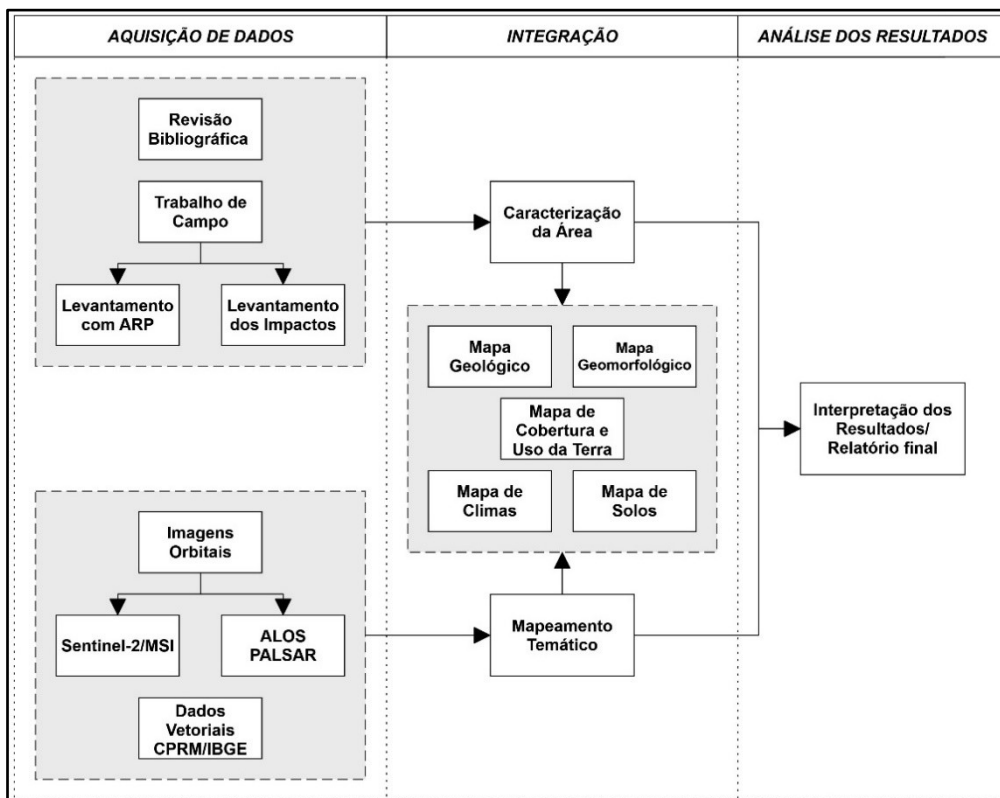 AQUISIÇÃO DE DADOS
INTEGRAÇÃO
ANÁLISE DOS RESULTADOS
Revisão
Bibliográfica
Trabalho de
Campo
Levantamento
com ARP
Levantamento
dos Impactos
Imagens
Orbitais
Sentinel-2/MSI
ALOS
PALSAR
Dados
Vetoriais
CPRM/IBGE
Caracterização
da Área
Mapa
Geológico
Mapa
Geomorfológico
Mapa de
Cobertura e
Uso da Terra
Mapa de
Climas
Mapa de
Solos
Mapeamento
Temático
Interpretação dos
Resultados/
Relatório final